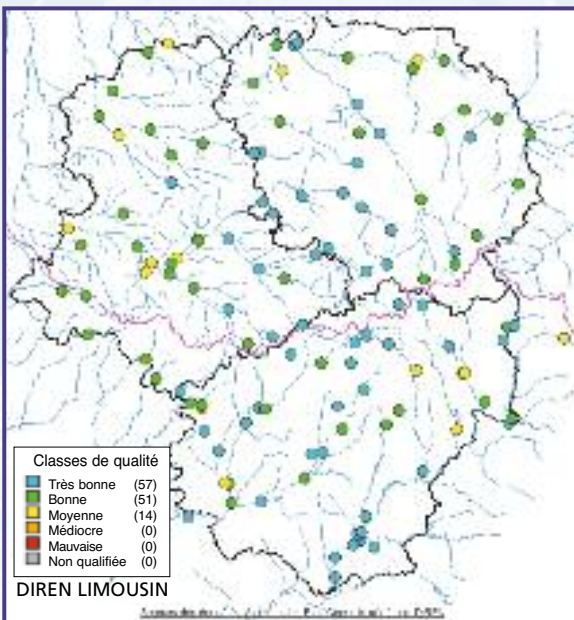 Classes de qualité
Très bonne (57)
Bonne (51)
Moyenne (14)
Médiocre (0)
Mauvaise (0)
Non qualifiée (0)
DIREN LIMOUSIN